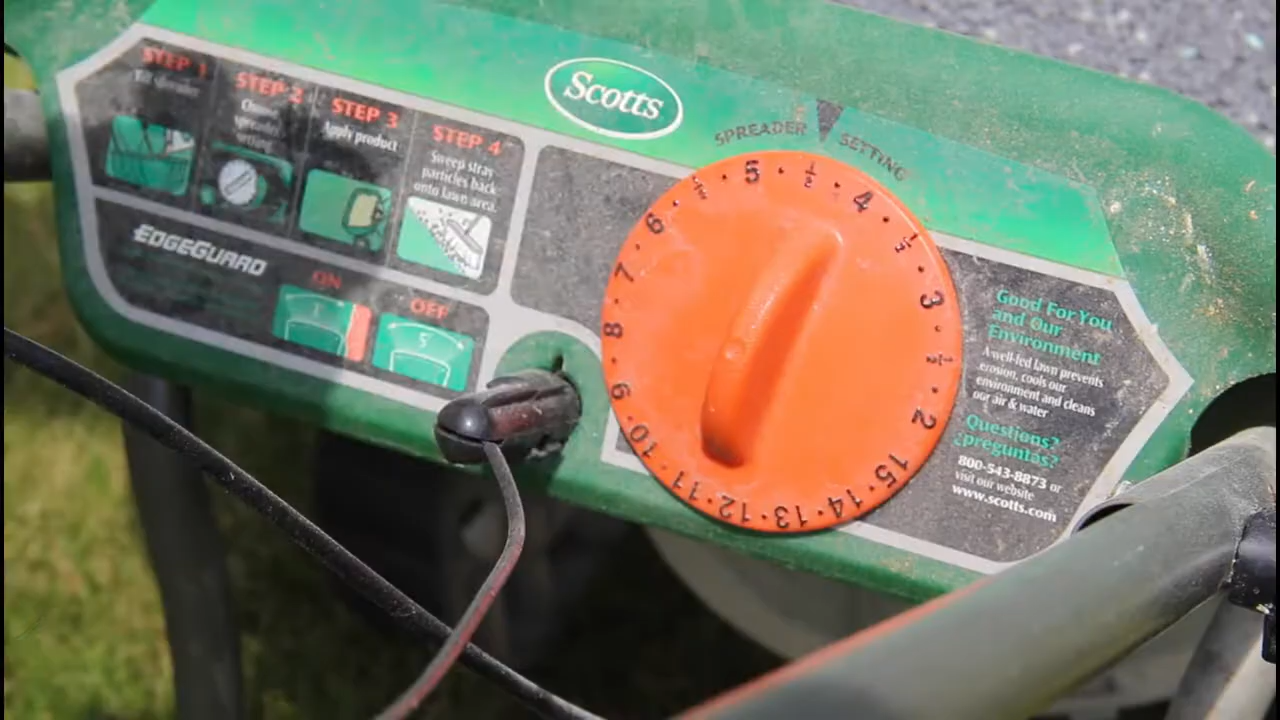 Scotts
SPREADER SETTING
STEP 1
STEP 2
STEP 3
Apply product
STEP 4
Sweep stray
particles back
onto lawn area.
EDGEGUARD
ON
OFF
5
½ 5 ½ 4 ½ 3 ½ 2
6 7 8 9 10 11 12 13 14 15
Good For You
and Our
Environment
A well-fed lawn prevents
erosion, cools our
environment and cleans
our air & water
Questions?
¿preguntas?
800-543-8873 or
visit our website
www.scotts.com